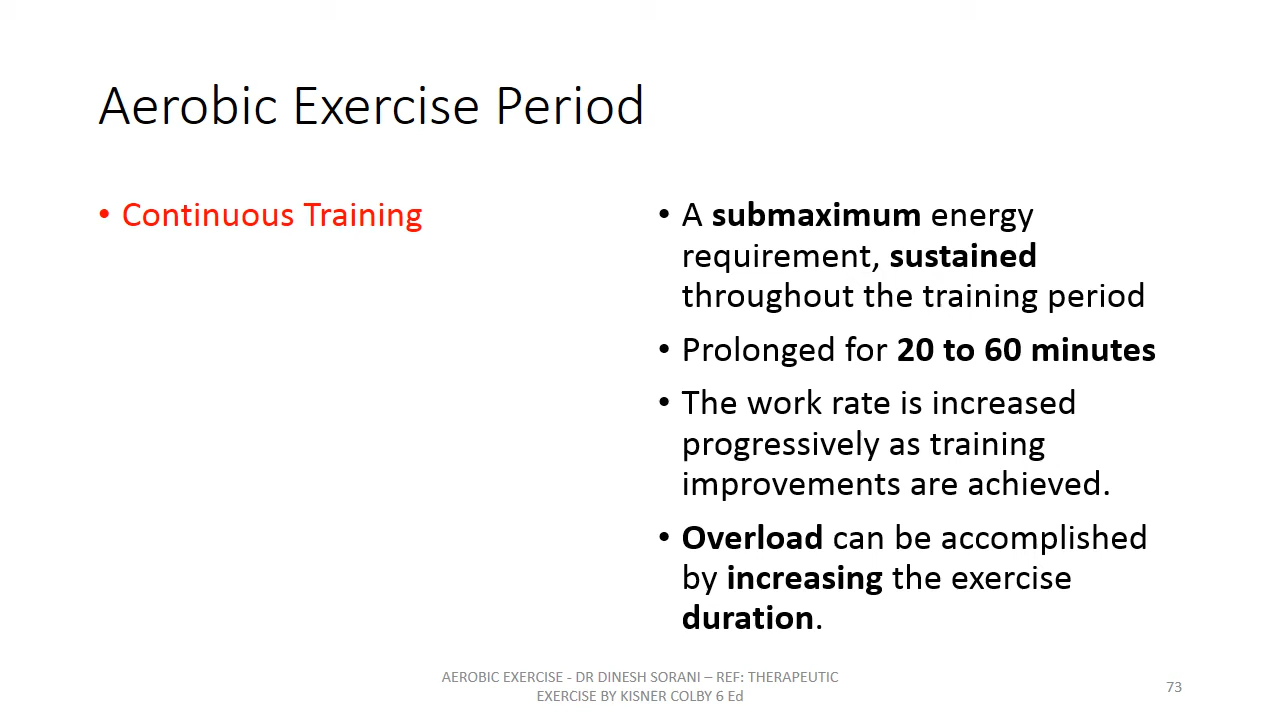 Aerobic Exercise Period
• Continuous Training
• A submaximum energy
requirement, sustained
throughout the training period
• Prolonged for 20 to 60 minutes
• The work rate is increased
progressively as training
improvements are achieved.
• Overload can be accomplished
by increasing the exercise
duration.
AEROBIC EXERCISE - DR DINESH SORANI – REF: THERAPEUTIC
EXERCISE BY KISNER COLBY 6 Ed
73